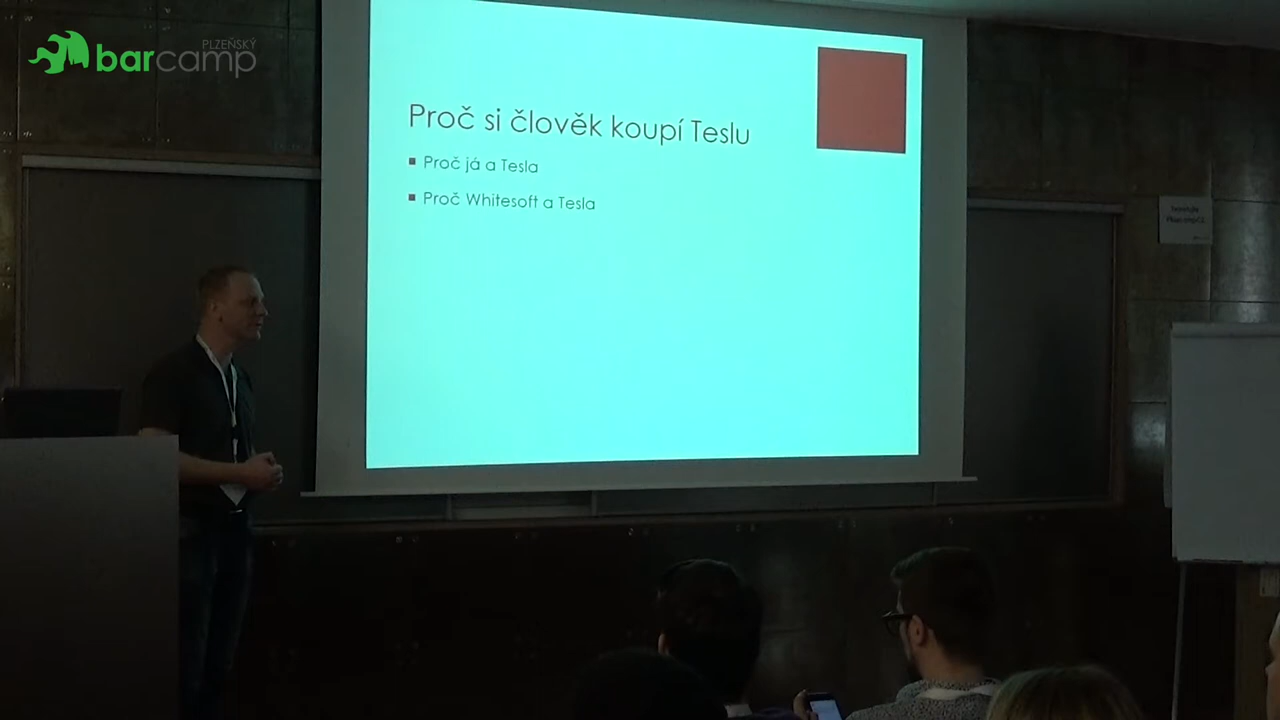 PLZEŇSKÝ
barcamp
Proč si člověk koupí Teslu
Proč já a Tesla
Proč Whitesoft a Tesla